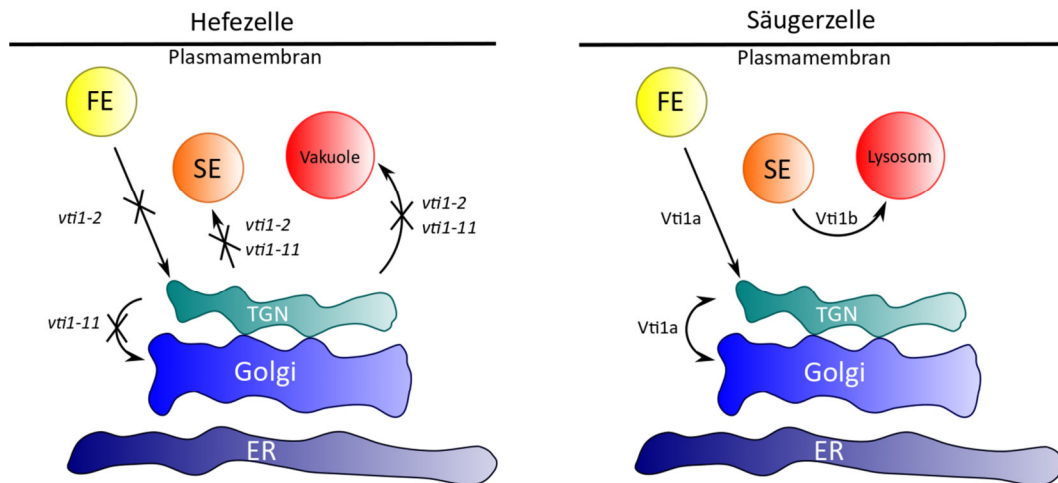 Hefezelle
Plasmamembran
FE
SE
Vakuole
vti1-2
vti1-2
vti1-11
vti1-2
vti1-11
vti1-11
TGN
Golgi
ER
Säugerzelle
Plasmamembran
FE
SE
Lysosom
Vti1a
Vti1b
Vti1a
TGN
Golgi
ER